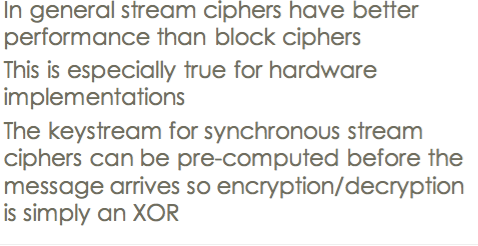 In general stream ciphers have better
performance than block ciphers
This is especially true for hardware
implementations
The keystream for synchronous stream
ciphers can be pre-computed before the
message arrives so encryption/decryption
is simply an XOR